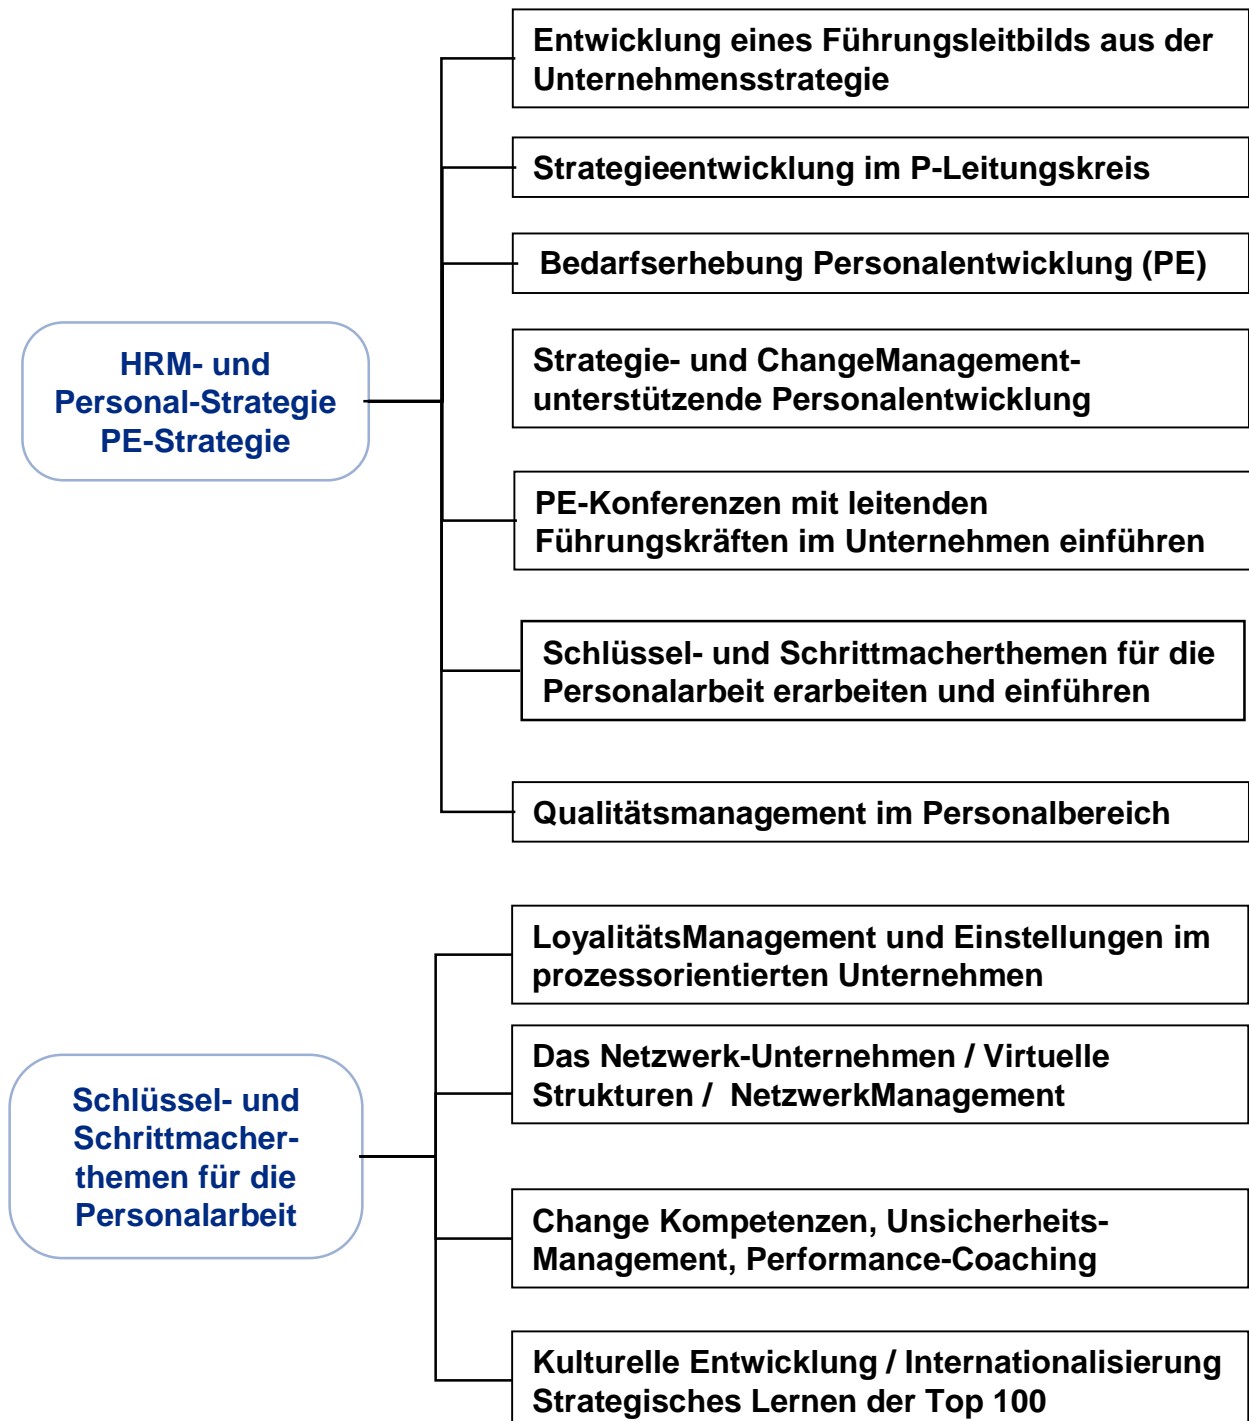 Entwicklung eines Führungsleitbilds aus der
Unternehmensstrategie
Strategieentwicklung im P-Leitungskreis
Bedarfserhebung Personalentwicklung (PE)
HRM- und
Personal-Strategie
PE-Strategie
Strategie- und ChangeManagement-
unterstützende Personalentwicklung
PE-Konferenzen mit leitenden
Führungskräften im Unternehmen einführen
Schlüssel- und Schrittmacherthemen für die
Personalarbeit erarbeiten und einführen
Qualitätsmanagement im Personalbereich
LoyalitätsManagement und Einstellungen im
prozessorientierten Unternehmen
Das Netzwerk-Unternehmen / Virtuelle
Strukturen / NetzwerkManagement
Schlüssel- und
Schrittmacher-
themen für die
Personalarbeit
Change Kompetenzen, Unsicherheits-
Management, Performance-Coaching
Kulturelle Entwicklung / Internationalisierung
Strategisches Lernen der Top 100